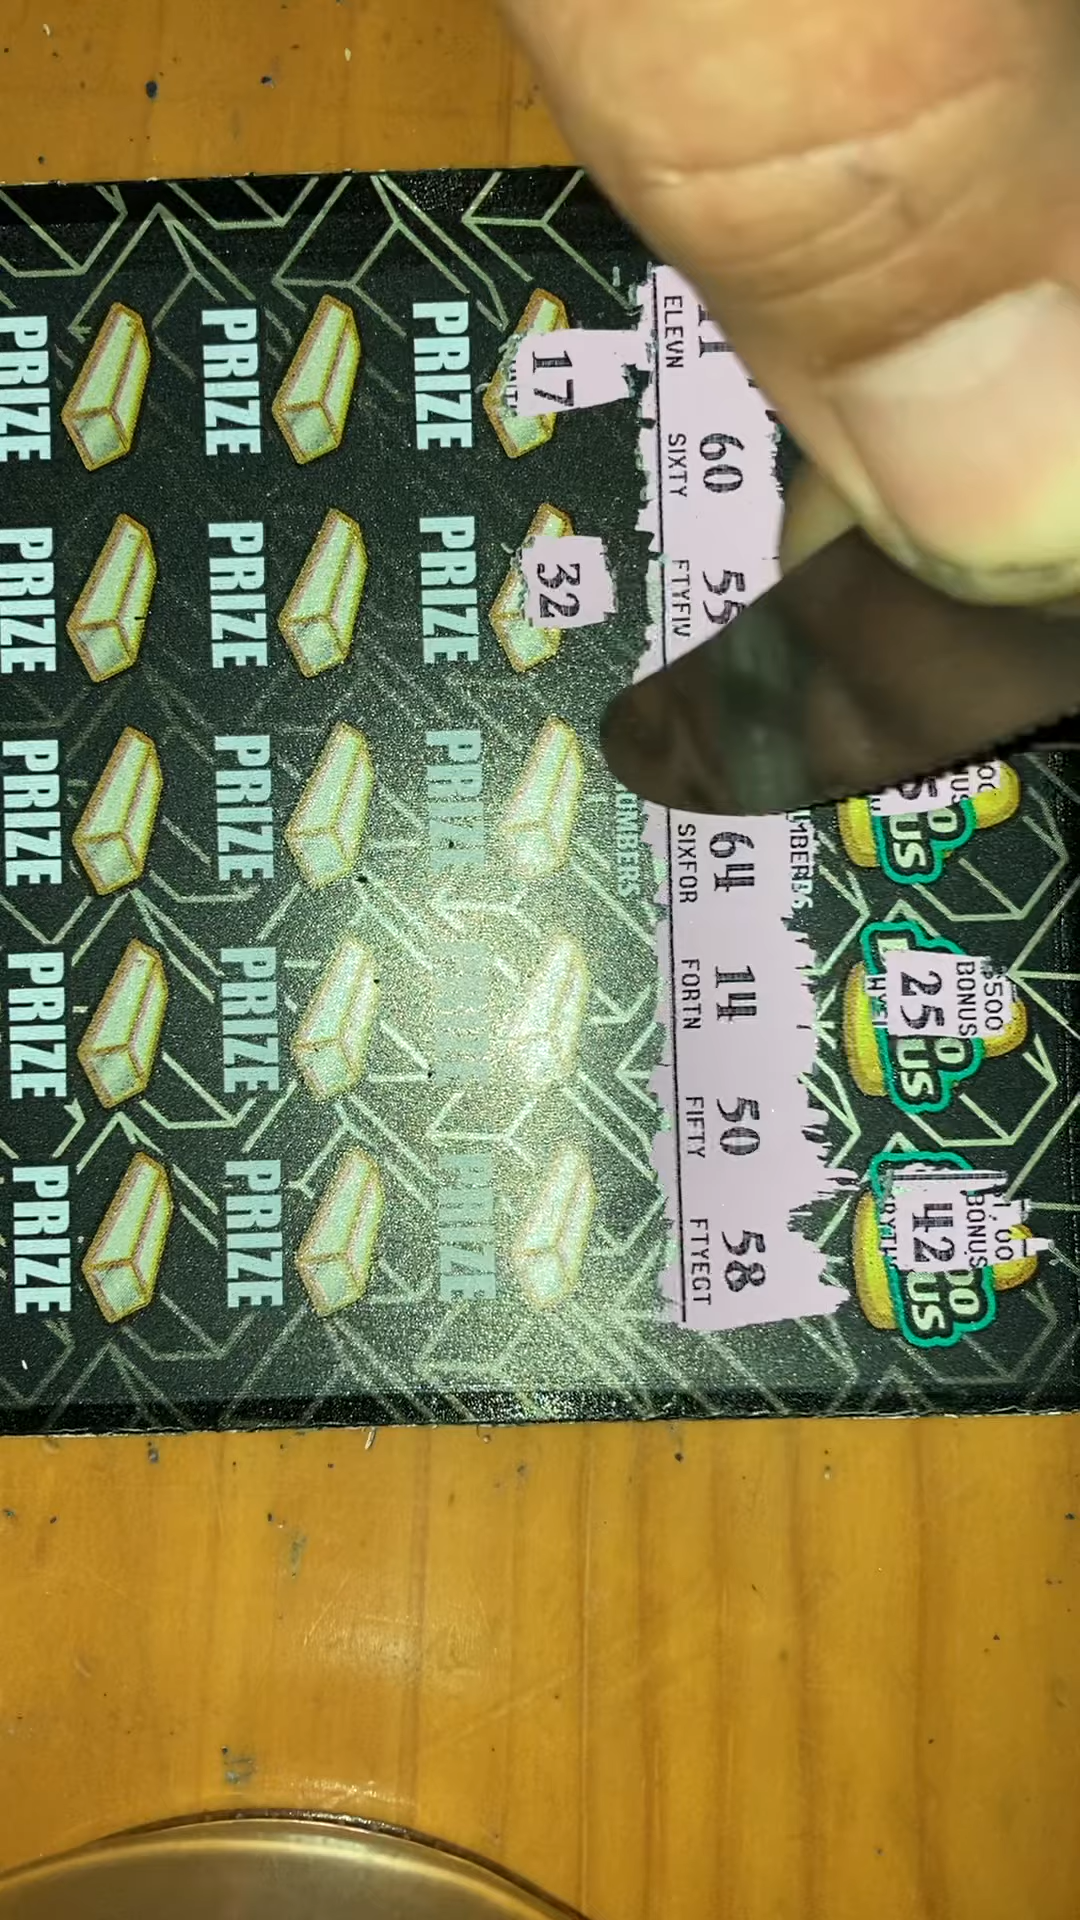 BONUS
$500
BONUS
25
BONUS
42
11 60 55 64 14 50 58
ELEVN SIXTY FTYFIV SIXFOR FORTN FIFTY FTYEGT
17 32
PRIZE PRIZE PRIZE PRIZE PRIZE
PRIZE PRIZE PRIZE PRIZE PRIZE
PRIZE PRIZE PRIZE PRIZE PRIZE